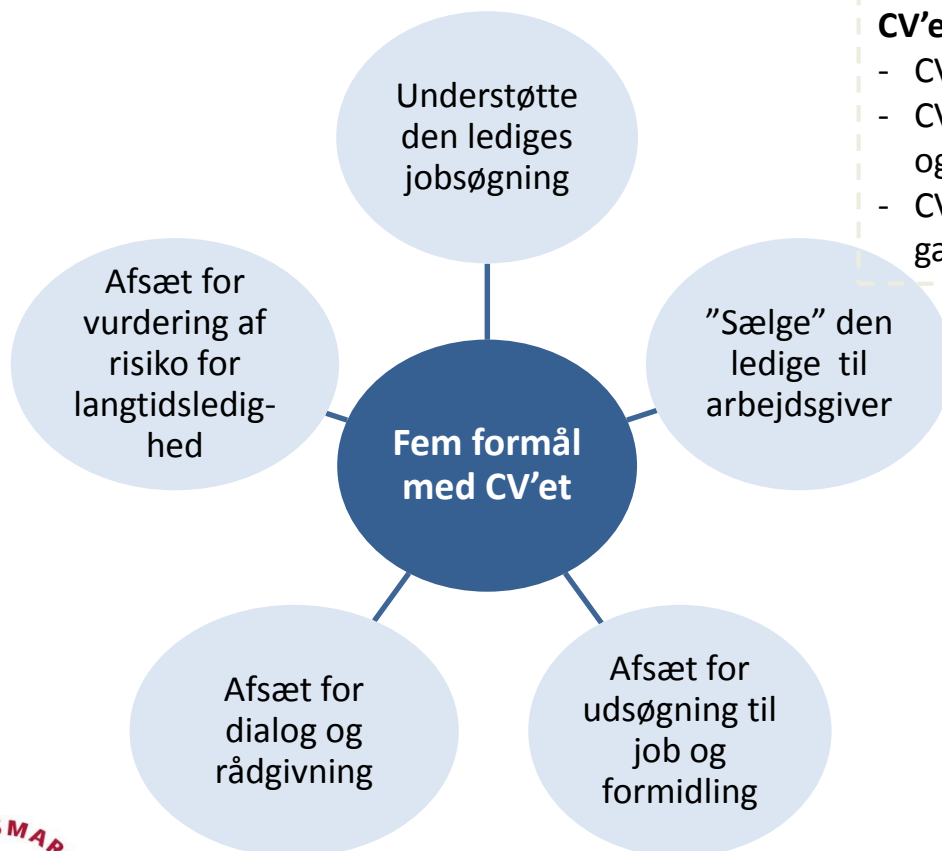 CV'e
- CV
- CV
og
- CV
ga
Understøtte
den lediges
jobsøgning
”Sælge” den
ledige til
arbejdsgiver
Afsæt for
udsøgning til
job og
formidling
Afsæt for
dialog og
rådgivning
Afsæt for
vurdering af
risiko for
langtidsledig-
hed
Fem formål
med CV'et
SMAR